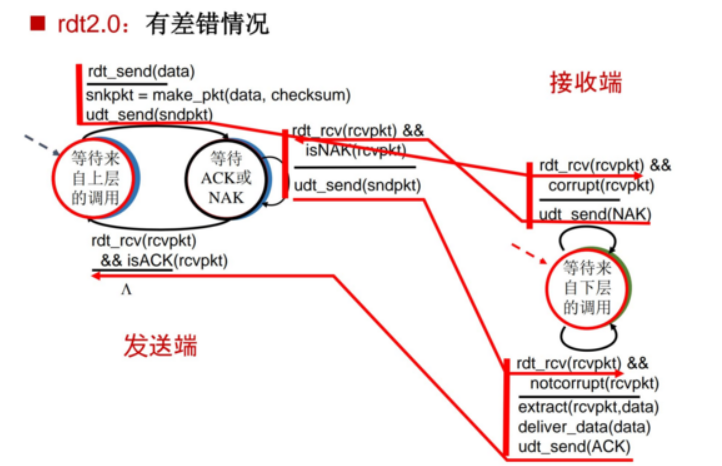 rdt2.0：有差错情况
rdt_send(data)
snkpkt = make_pkt(data, checksum)
udt_send(sndpkt)
等待来
自上层
的调用
等待
ACK或
NAK
rdt_rcv(rcvpkt) &&
isNAK(rcvpkt)
udt_send(sndpkt)
rdt_rcv(rcvpkt)
&& isACK(rcvpkt)
Λ
发送端
接收端
rdt_rcv(rcvpkt) &&
corrupt(rcvpkt)
udt_send(NAK)
等待来
自下层
的调用
rdt_rcv(rcvpkt) &&
notcorrupt(rcvpkt)
extract(rcvpkt,data)
deliver_data(data)
udt_send(ACK)